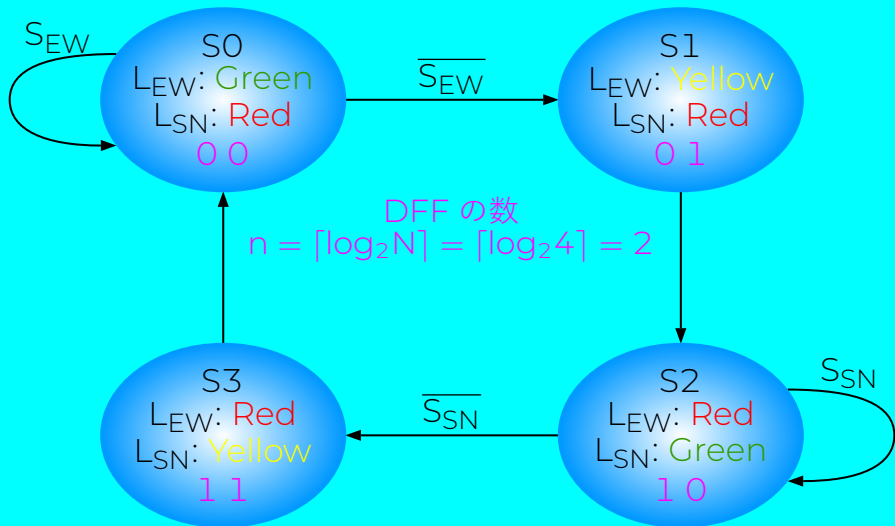 S_EW
S0
L_EW: Green
L_SN: Red
0 0
\overline{S_EW}
S1
L_EW: Yellow
L_SN: Red
0 1
DFF の数
n = ⌈log₂N⌉ = ⌈log₂4⌉ = 2
S3
L_EW: Red
L_SN: Yellow
1 1
\overline{S_SN}
S2
L_EW: Red
L_SN: Green
1 0
S_SN